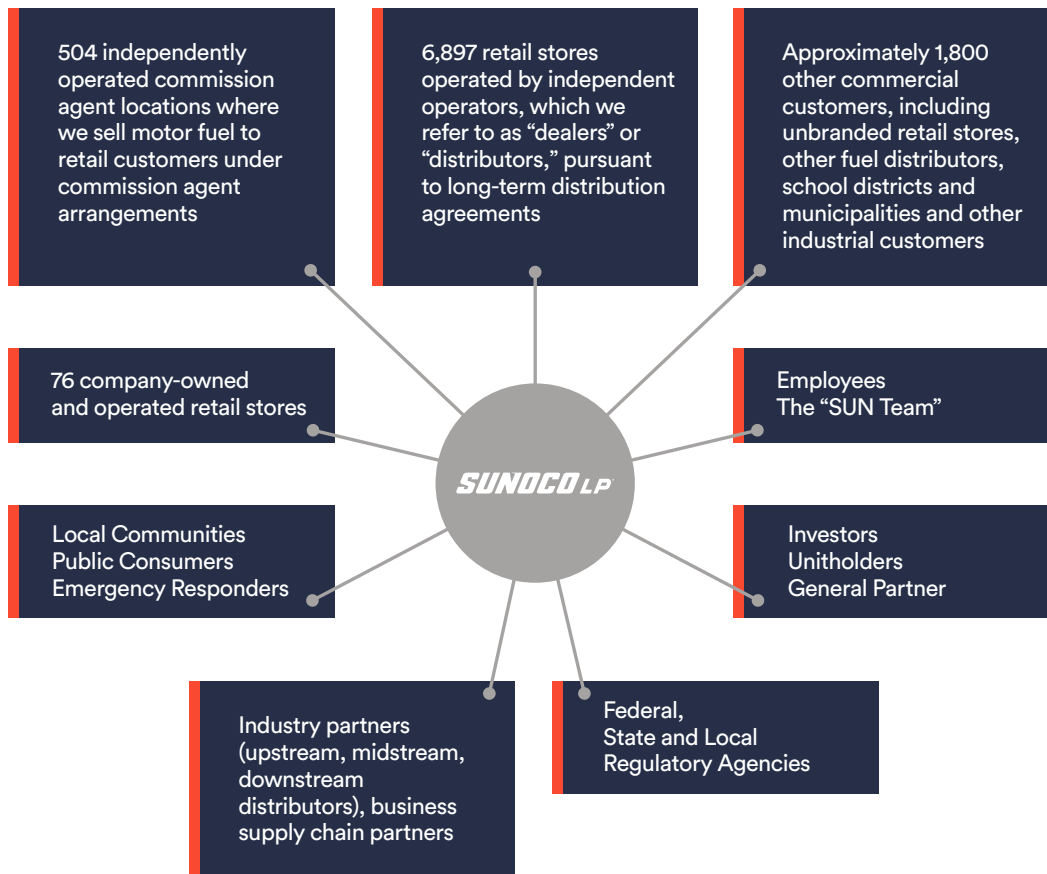 504 independently
operated commission
agent locations where
we sell motor fuel to
retail customers under
commission agent
arrangements
6,897 retail stores
operated by independent
operators, which we
refer to as “dealers” or
“distributors,” pursuant
to long-term distribution
agreements
Approximately 1,800
other commercial
customers, including
unbranded retail stores,
other fuel distributors,
school districts and
municipalities and other
industrial customers
76 company-owned
and operated retail stores
Employees
The “SUN Team”
SUNOCO LP
Local Communities
Public Consumers
Emergency Responders
Investors
Unitholders
General Partner
Industry partners
(upstream, midstream,
downstream
distributors), business
supply chain partners
Federal,
State and Local
Regulatory Agencies